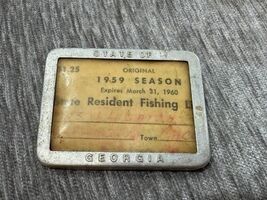 STATE OF
$1.25 ORIGINAL
1959 SEASON
Expires March 31, 1960
Resident Fishing
Town
GEORGIA